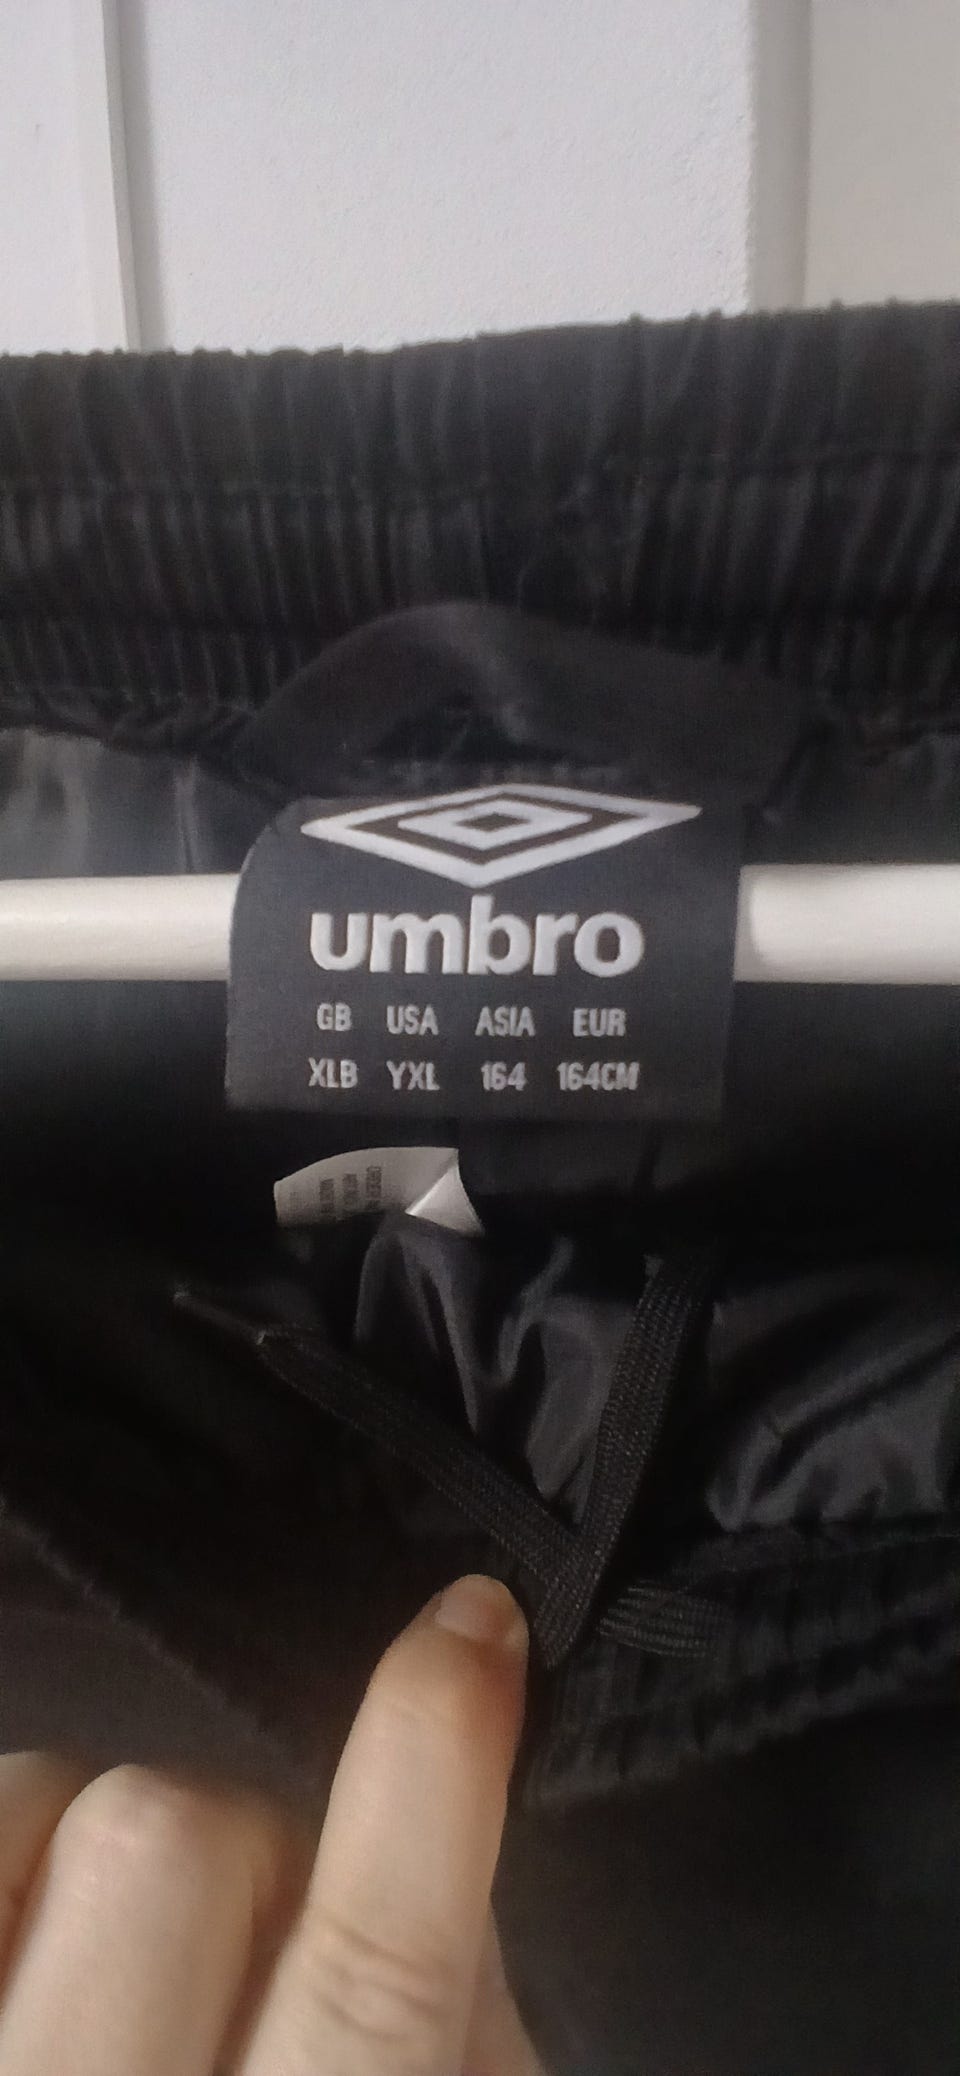 umbro
GB USA ASIA EUR
XLB YXL 164 164CM